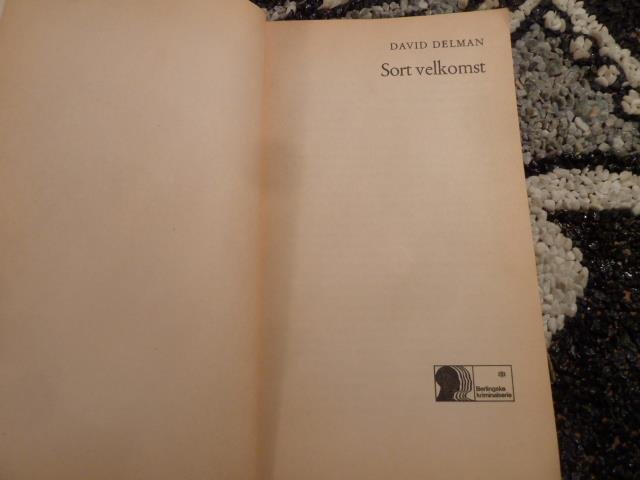 DAVID DELMAN
Sort velkomst
Berlingske
kriminalserie